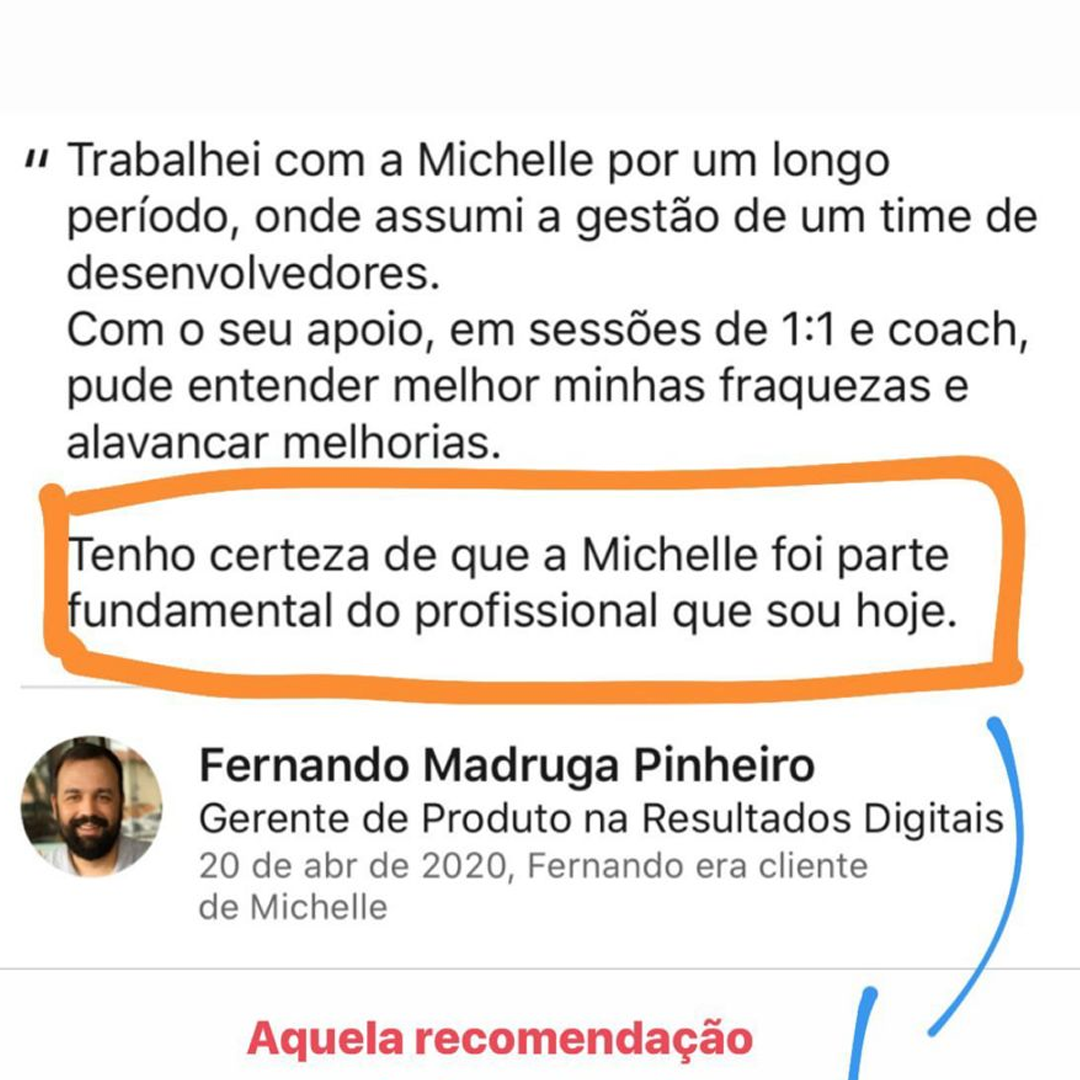 " Trabalhei com a Michelle por um longo
período, onde assumi a gestão de um time de
desenvolvedores.
Com o seu apoio, em sessões de 1:1 e coach,
pude entender melhor minhas fraquezas e
alavancar melhorias.
Tenho certeza de que a Michelle foi parte
fundamental do profissional que sou hoje.
Fernando Madruga Pinheiro
Gerente de Produto na Resultados Digitais
20 de abr de 2020, Fernando era cliente
de Michelle
Aquela recomendação